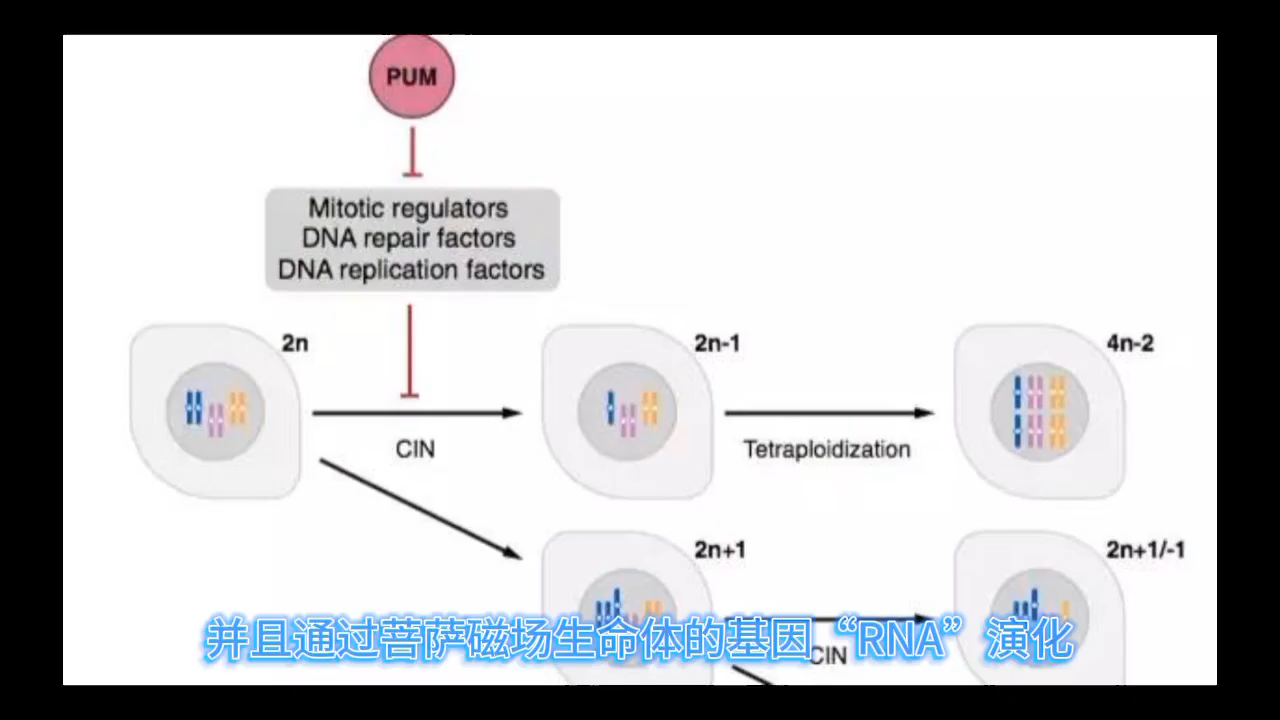 PUM
Mitotic regulators
DNA repair factors
DNA replication factors
2n
2n-1
4n-2
CIN
Tetraploidization
2n+1
2n+1/-1
并且通过菩萨磁场生命体的基因“RNA”演化
CIN